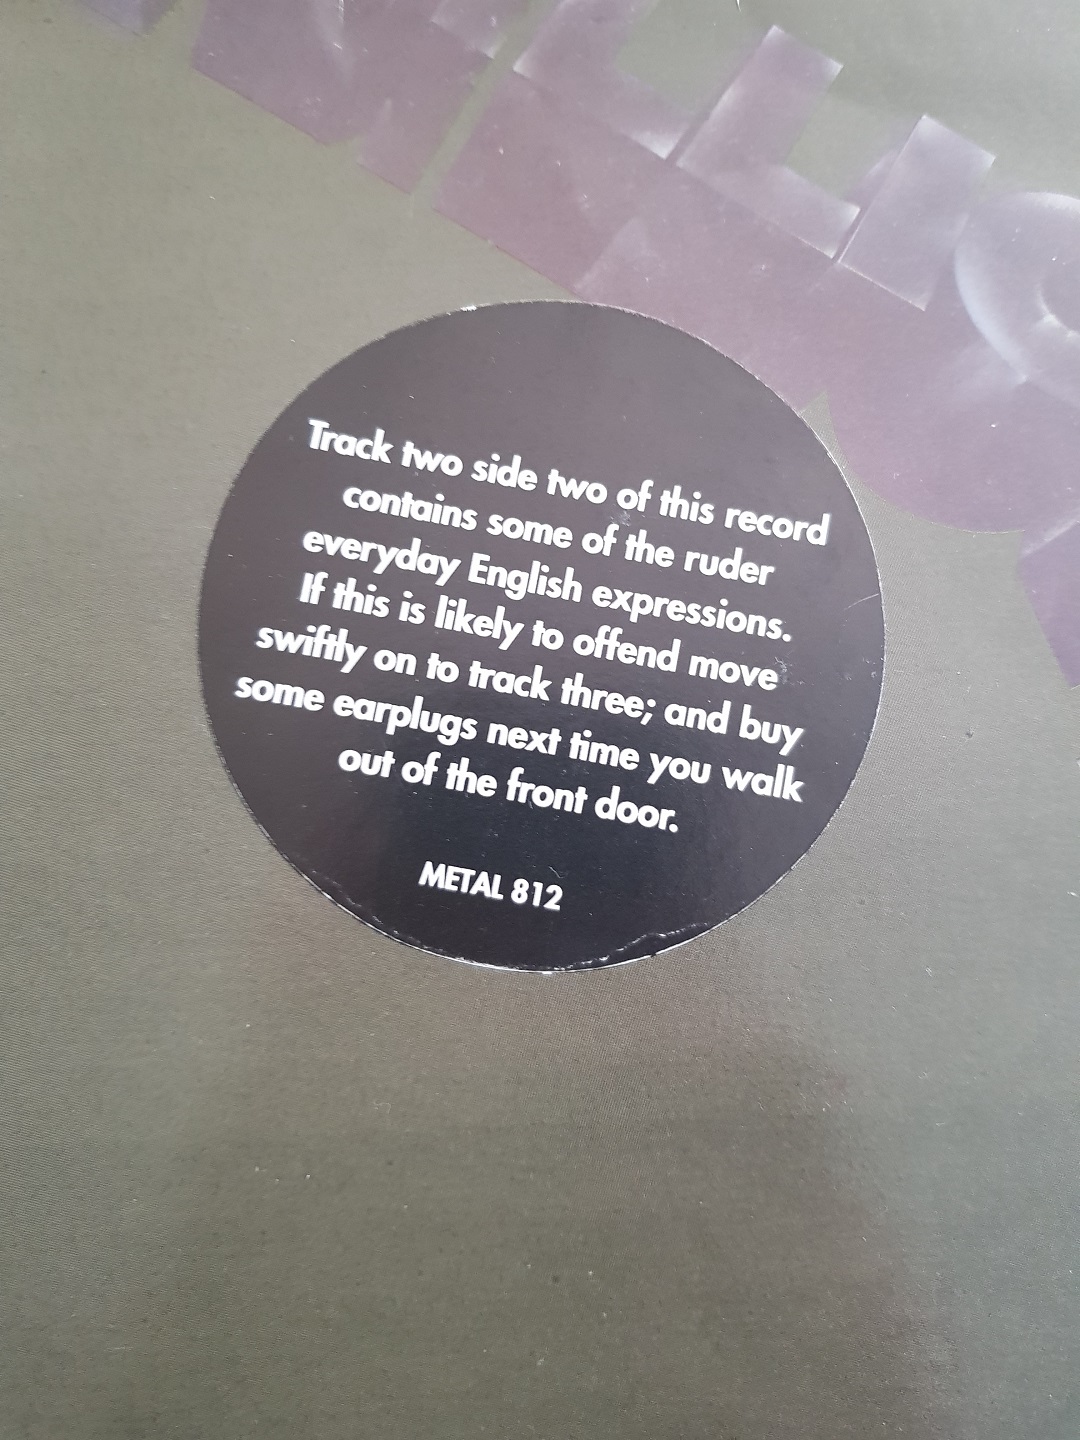 Track two side two of this record
contains some of the ruder
everyday English expressions.
If this is likely to offend move
swiftly on to track three; and buy
some earplugs next time you walk
out of the front door.
METAL 812